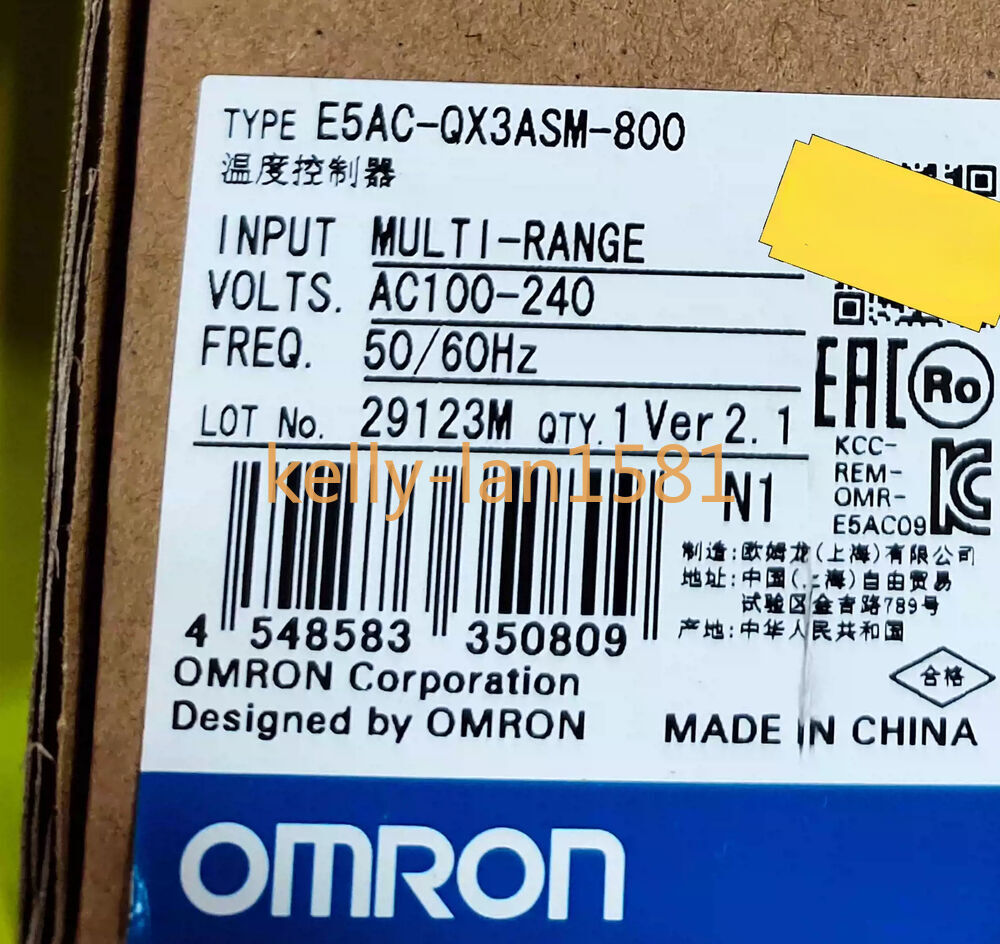 TYPE E5AC-QX3ASM-800
温度控制器
INPUT MULTI-RANGE
VOLTS. AC100-240
FREQ. 50/60Hz
LOT No. 29123M QTY.1 Ver2.1
EAC
Ro
KCC-
REM-
OMR-
E5AC09
KC
kelly-lan1581
N1
制造:欧姆龙(上海)有限公司
地址:中国(上海)自由贸易
试验区金吉路789号
产地:中华人民共和国
4 548583 350809
OMRON Corporation
Designed by OMRON
合格
MADE IN CHINA
OMRON